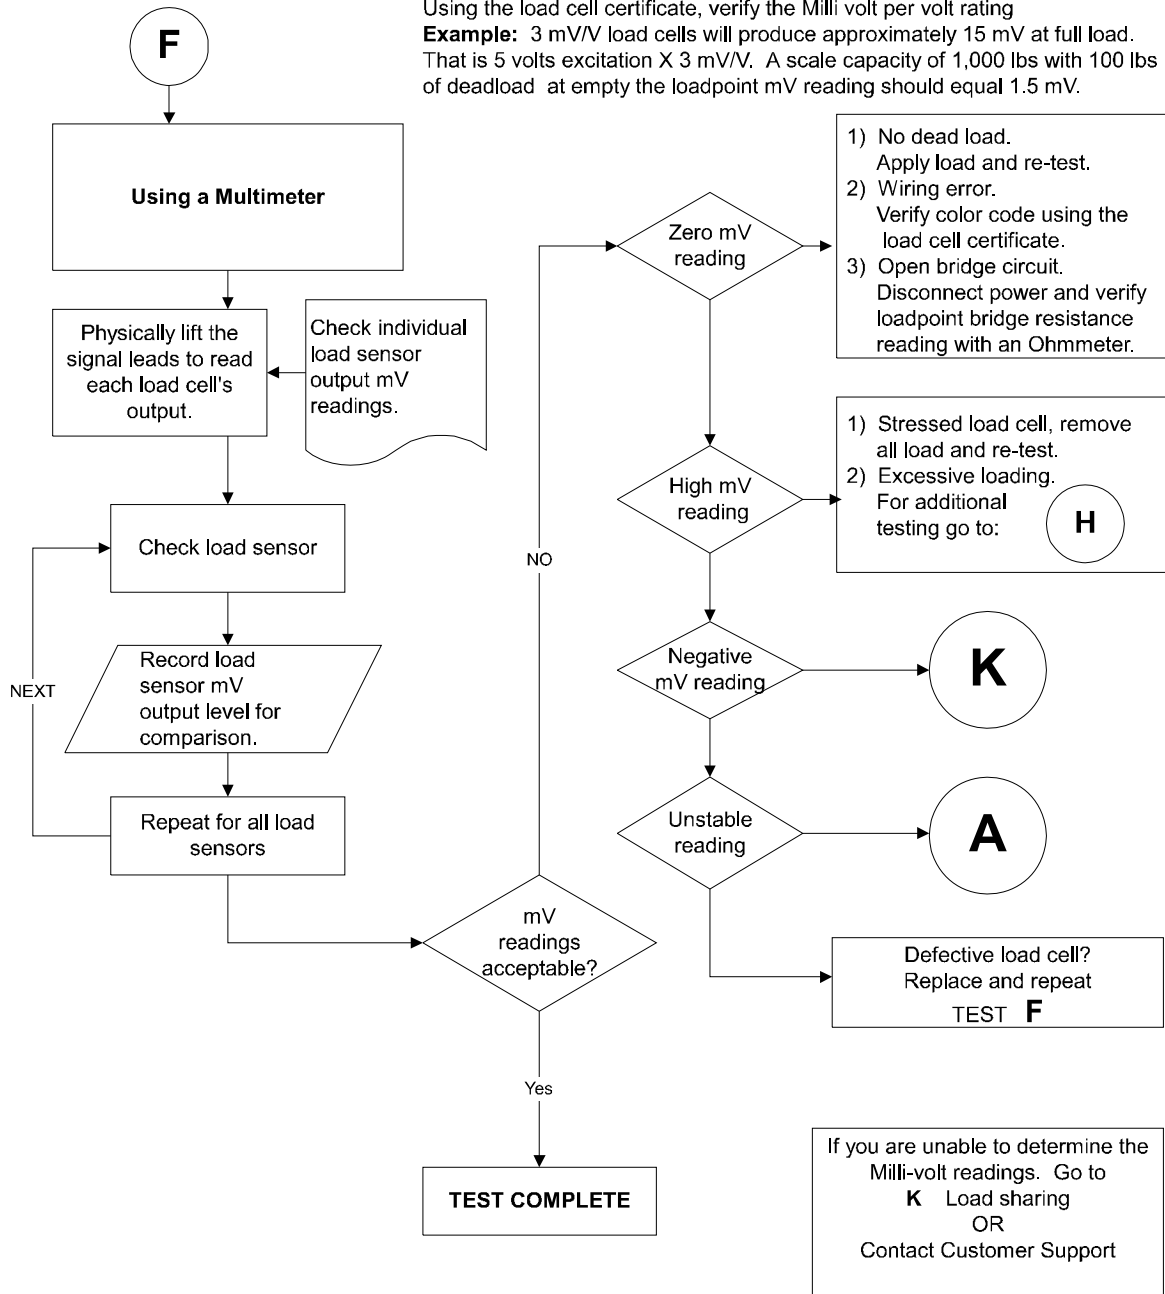 Using the load cell certificate, verify the Milli volt per volt rating
Example: 3 mV/V load cells will produce approximately 15 mV at full load.
That is 5 volts excitation X 3 mV/V. A scale capacity of 1,000 lbs with 100 lbs
of deadload at empty the loadpoint mV reading should equal 1.5 mV.
F
Using a Multimeter
Physically lift the
signal leads to read
each load cell's
output.
Check individual
load sensor
output mV
readings.
Check load sensor
NEXT
Record load
sensor mV
output level for
comparison.
Repeat for all load
sensors
mV
readings
acceptable?
NO
Yes
TEST COMPLETE
Zero mV
reading
1) No dead load.
Apply load and re-test.
2) Wiring error.
Verify color code using the
load cell certificate.
3) Open bridge circuit.
Disconnect power and verify
loadpoint bridge resistance
reading with an Ohmmeter.
High mV
reading
1) Stressed load cell, remove
all load and re-test.
2) Excessive loading.
For additional
testing go to:
H
Negative
mV reading
K
Unstable
reading
A
Defective load cell?
Replace and repeat
TEST F
If you are unable to determine the
Milli-volt readings. Go to
K Load sharing
OR
Contact Customer Support